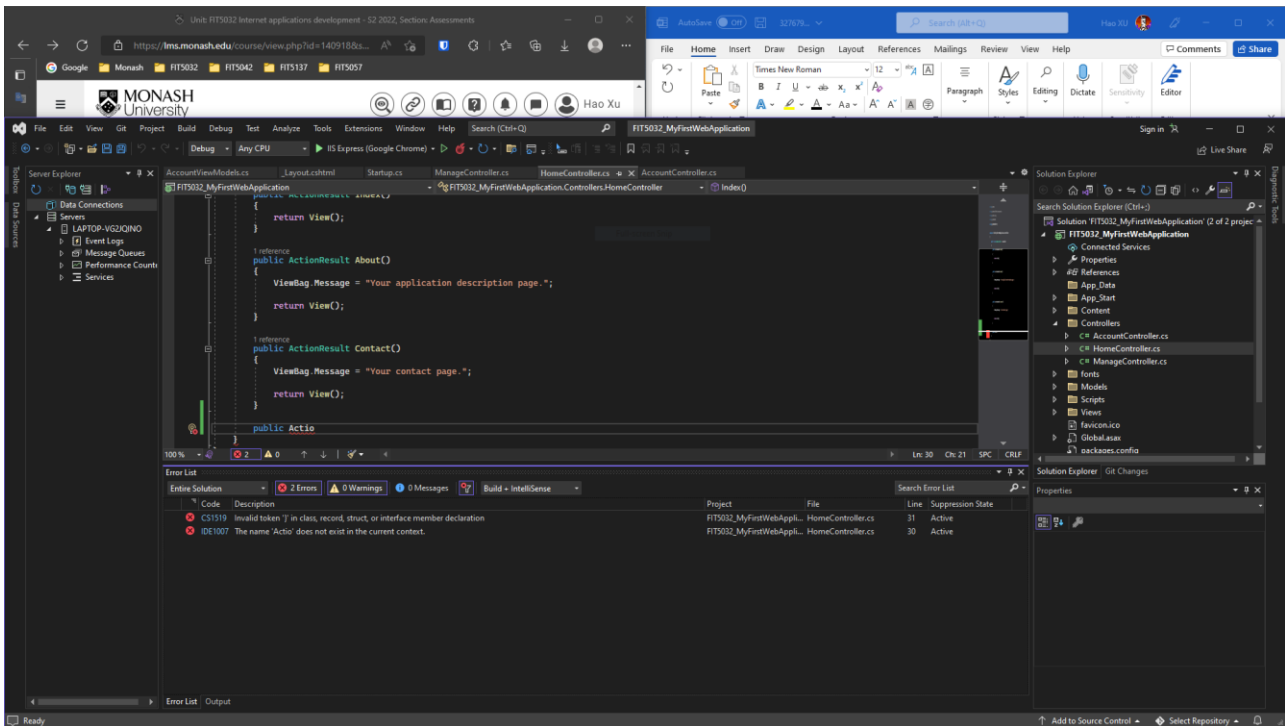 Unit: FIT5032 Internet applications development - S2 2022, Section: Assessments
https://lms.monash.edu/course/view.php?id=140918&s...
Google Monash FIT5032 FIT5042 FIT5137 FIT5057
MONASH
University
Hao Xu
AutoSave Off 327679... Search (Alt+Q) Hao XU
File Home Insert Draw Design Layout References Mailings Review View Help Comments Share
Times New Roman 12
Paste Paragraph Styles Editing Dictate Sensitivity Editor
File Edit View Git Project Build Debug Test Analyze Tools Extensions Window Help Search (Ctrl+Q) FIT5032_MyFirstWebApplication Sign in
Debug Any CPU IIS Express (Google Chrome) Live Share
Toolbox
Data Sources
Server Explorer
Data Connections
Servers
LAPTOP-VG2JQINO
Event Logs
Message Queues
Performance Counte
Services
AccountViewModels.cs _Layout.cshtml Startup.cs ManageController.cs HomeController.cs AccountController.cs
FIT5032_MyFirstWebApplication FIT5032_MyFirstWebApplication.Controllers.HomeController Index()
public ActionResult Index()
{
return View();
}
1 reference
public ActionResult About()
{
ViewBag.Message = "Your application description page.";
return View();
}
1 reference
public ActionResult Contact()
{
ViewBag.Message = "Your contact page.";
return View();
}
public Actio
}
100 % 2 0 Ln: 30 Ch: 21 SPC CRLF
Error List
Entire Solution 2 Errors 0 Warnings 0 Messages Build + IntelliSense Search Error List
Code Description Project File Line Suppression State
CS1519 Invalid token '}' in class, record, struct, or interface member declaration FIT5032_MyFirstWebAppli... HomeController.cs 31 Active
IDE1007 The name 'Actio' does not exist in the current context. FIT5032_MyFirstWebAppli... HomeController.cs 30 Active
Error List Output
Solution Explorer
Search Solution Explorer (Ctrl+;)
Solution 'FIT5032_MyFirstWebApplication' (2 of 2 projec
FIT5032_MyFirstWebApplication
Connected Services
Properties
References
App_Data
App_Start
Content
Controllers
C# AccountController.cs
C# HomeController.cs
C# ManageController.cs
fonts
Models
Scripts
Views
favicon.ico
Global.asax
packages.config
Solution Explorer Git Changes
Properties
Diagnostic Tools
Ready Add to Source Control Select Repository